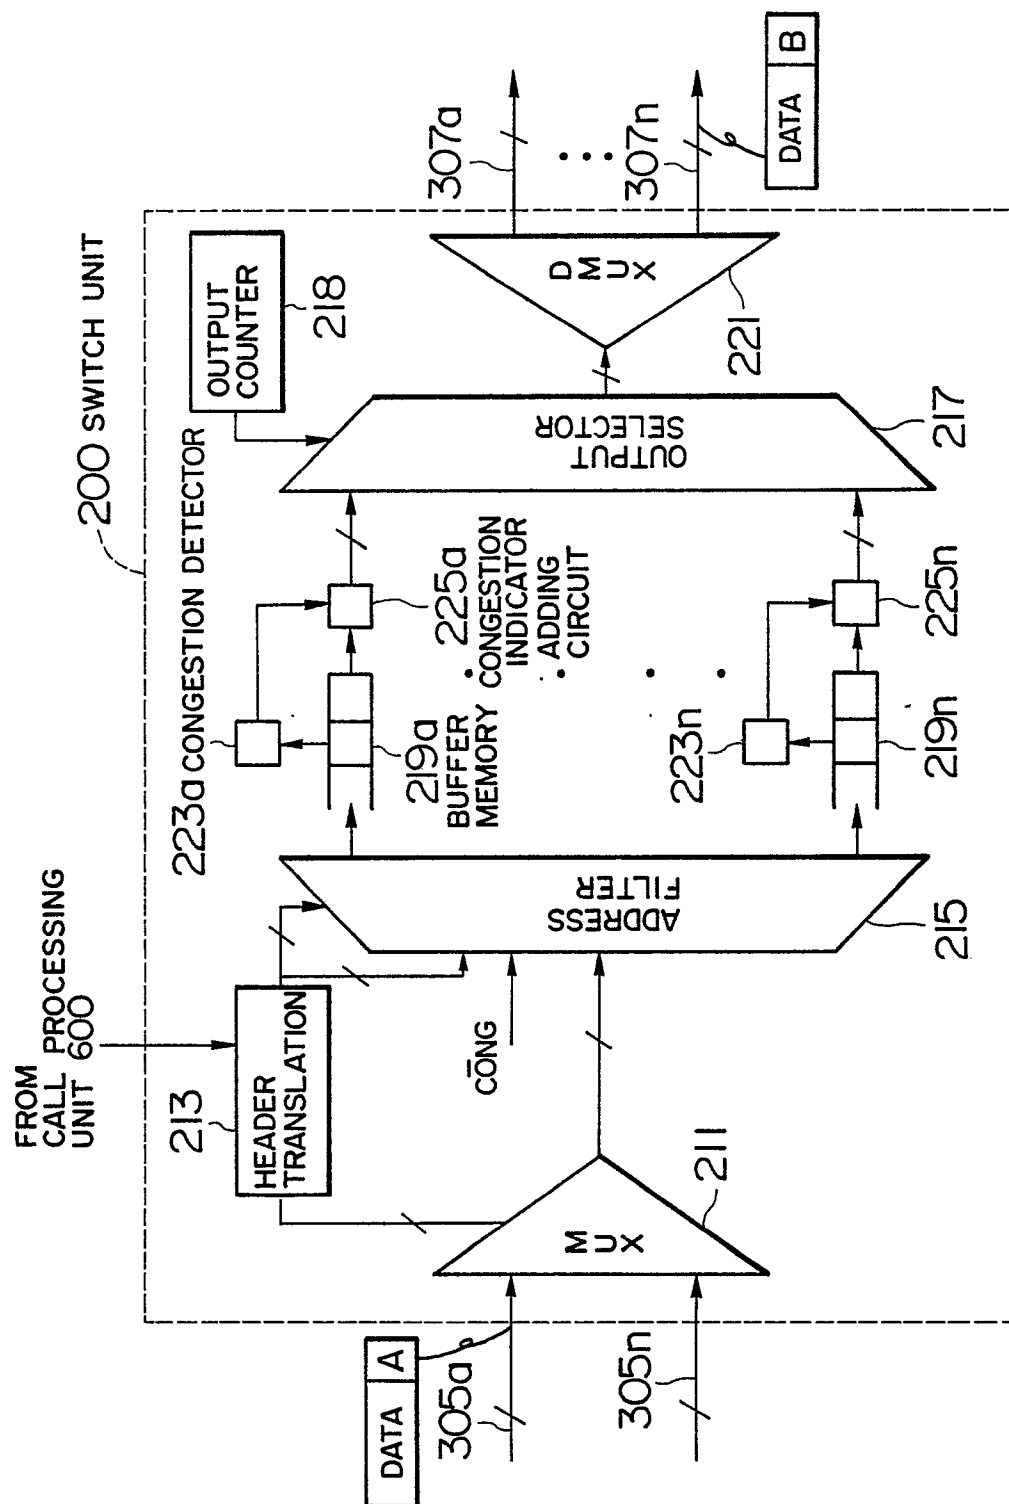 200 SWITCH UNIT
FROM
CALL PROCESSING
UNIT 600
213
HEADER
TRANSLATION
223a CONGESTION DETECTOR
OUTPUT
COUNTER
218
DATA A
305a
305n
MUX
211
CONG
ADDRESS
FILTER
215
219a
BUFFER
MEMORY
225a
CONGESTION
INDICATOR
ADDING
CIRCUIT
223n
219n
225n
OUTPUT
SELECTOR
217
DMUX
221
307a
307n
DATA B